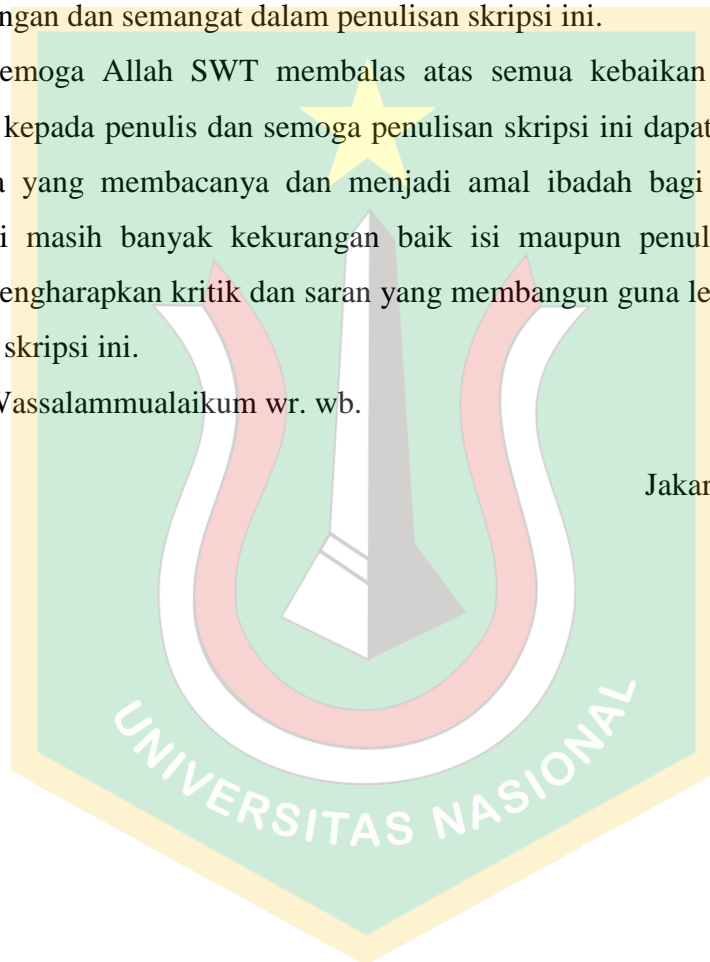 ngan dan semangat dalam penulisan skripsi ini.
emoga Allah SWT membalas atas semua kebaikan
kepada penulis dan semoga penulisan skripsi ini dapat
a yang membacanya dan menjadi amal ibadah bagi
i masih banyak kekurangan baik isi maupun penul
engharapkan kritik dan saran yang membangun guna le
skripsi ini.
Wassalammualaikum wr. wb.
Jakar
UNIVERSITAS NASIONAL